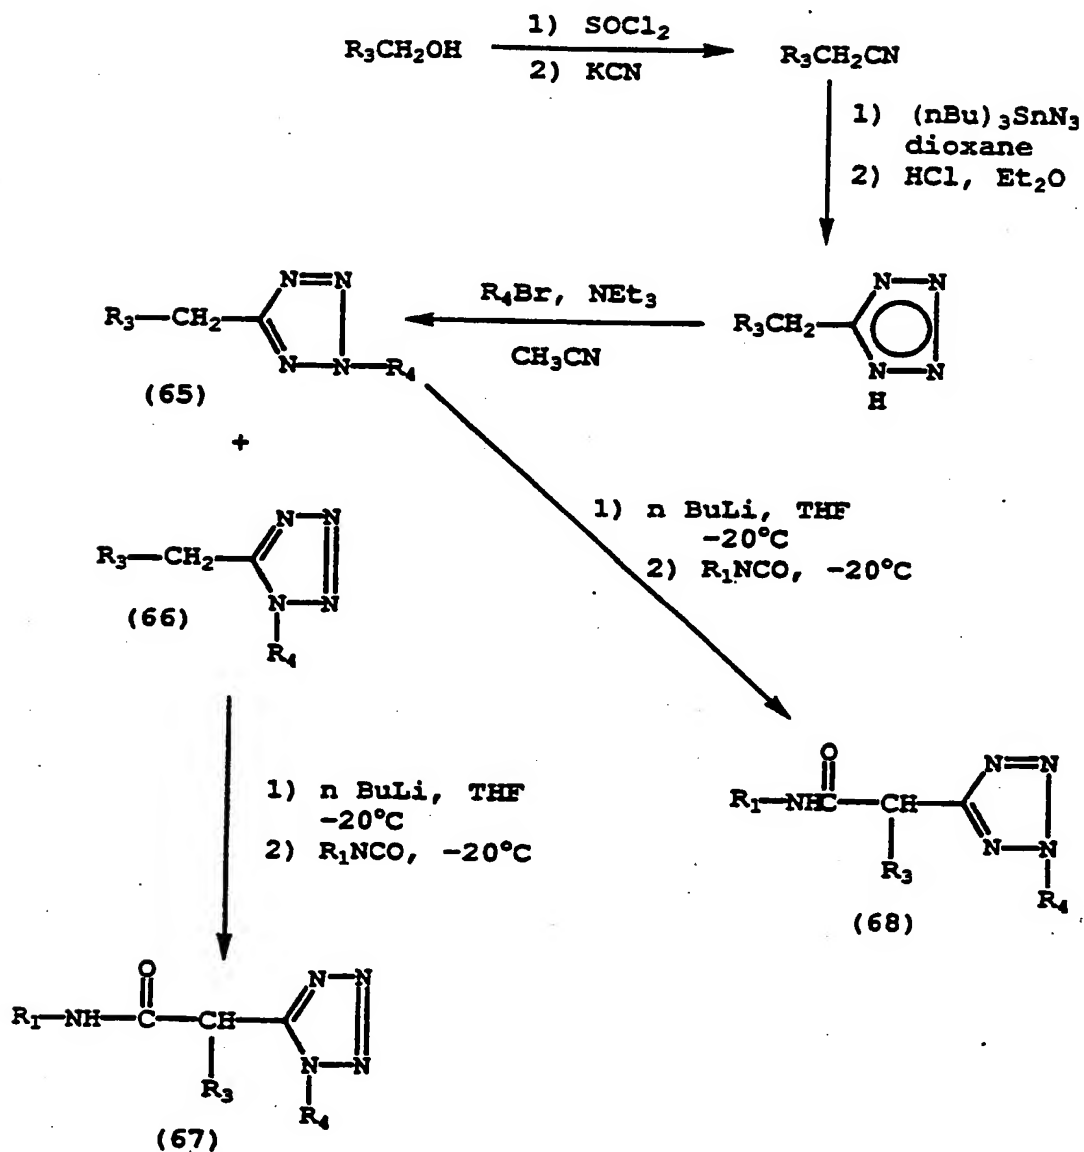 R₃CH₂OH
1) SOCl₂
2) KCN
R₃CH₂CN
1) (nBu)₃SnN₃
dioxane
2) HCl, Et₂O
R₃CH₂
N N
N N
H
R₄Br, NEt₃
CH₃CN
N=N
R₃—CH₂
N N—R₄
(65)
+
N N
R₃—CH₂
N N
R₄
(66)
1) n BuLi, THF
-20°C
2) R₁NCO, -20°C
1) n BuLi, THF
-20°C
2) R₁NCO, -20°C
O
N=N
R₁—NHC—CH
N N
R₃
R₄
(68)
O
N N
R₁—NH—C—CH
N N
R₃
R₄
(67)